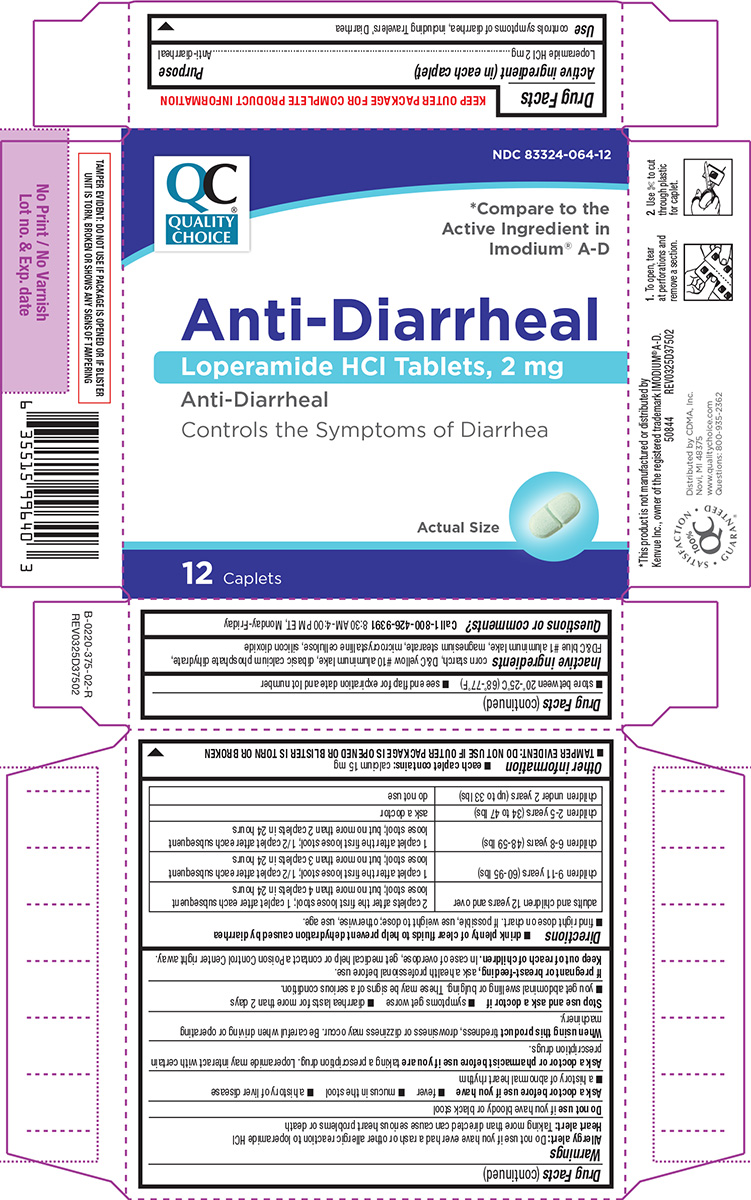 Drug Facts
KEEP OUTER PACKAGE FOR COMPLETE PRODUCT INFORMATION
Active ingredient (in each caplet) Purpose
Loperamide HCl 2 mg......Anti-diarrheal
Use controls symptoms of diarrhea, including Travelers' Diarrhea
NDC 83324-064-12
QC
®
QUALITY
CHOICE
*Compare to the
Active Ingredient in
Imodium® A-D
Anti-Diarrheal
Loperamide HCl Tablets, 2 mg
Anti-Diarrheal
Controls the Symptoms of Diarrhea
Actual Size
12 Caplets
TAMPER EVIDENT: DO NOT USE IF PACKAGE IS OPENED OR IF BLISTER
UNIT IS TORN, BROKEN OR SHOWS ANY SIGNS OF TAMPERING
No Print / No Varnish
Lot no. & Exp. date
6 35515 99640 3
1. To open, tear
at perforations and
remove a section.
2. Use ✄ to cut
through plastic
for caplet.
*This product is not manufactured or distributed by
Kenvue Inc., owner of the registered trademark IMODIUM® A-D.
50844 REV0325D37502
Distributed by CDMA, Inc.
Novi, MI 48375
www.qualitychoice.com
Questions: 800-935-2362
100%
QC
SATISFACTION • GUARANTEED •
B-0220-375-02-R
REV0325D37502
Drug Facts (continued)
Warnings
Allergy alert: Do not use if you have ever had a rash or other allergic reaction to loperamide HCl
Heart alert: Taking more than directed can cause serious heart problems or death
Do not use if you have bloody or black stool
Ask a doctor before use if you have ■ fever ■ mucus in the stool ■ a history of liver disease
■ a history of abnormal heart rhythm
Ask a doctor or pharmacist before use if you are taking a prescription drug. Loperamide may interact with certain
prescription drugs.
When using this product tiredness, drowsiness or dizziness may occur. Be careful when driving or operating
machinery.
Stop use and ask a doctor if ■ symptoms get worse ■ diarrhea lasts for more than 2 days
■ you get abdominal swelling or bulging. These may be signs of a serious condition.
If pregnant or breast-feeding, ask a health professional before use.
Keep out of reach of children. In case of overdose, get medical help or contact a Poison Control Center right away.
Directions ■ drink plenty of clear fluids to help prevent dehydration caused by diarrhea
■ find right dose on chart. If possible, use weight to dose; otherwise, use age.
adults and children 12 years and over 2 caplets after the first loose stool; 1 caplet after each subsequent
loose stool; but no more than 4 caplets in 24 hours
children 9-11 years (60-95 lbs) 1 caplet after the first loose stool; 1/2 caplet after each subsequent
loose stool; but no more than 3 caplets in 24 hours
children 6-8 years (48-59 lbs) 1 caplet after the first loose stool; 1/2 caplet after each subsequent
loose stool; but no more than 2 caplets in 24 hours
children 2-5 years (34 to 47 lbs) ask a doctor
children under 2 years (up to 33 lbs) do not use
Other information ■ each caplet contains: calcium 15 mg
■ TAMPER EVIDENT: DO NOT USE IF OUTER PACKAGE IS OPENED OR BLISTER IS TORN OR BROKEN
Drug Facts (continued)
■ store between 20°-25°C (68°-77°F) ■ see end flap for expiration date and lot number
Inactive ingredients corn starch, D&C yellow #10 aluminum lake, dibasic calcium phosphate dihydrate,
FD&C blue #1 aluminum lake, magnesium stearate, microcrystalline cellulose, silicon dioxide
Questions or comments? Call 1-800-426-9391 8:30 AM-4:00 PM ET, Monday-Friday